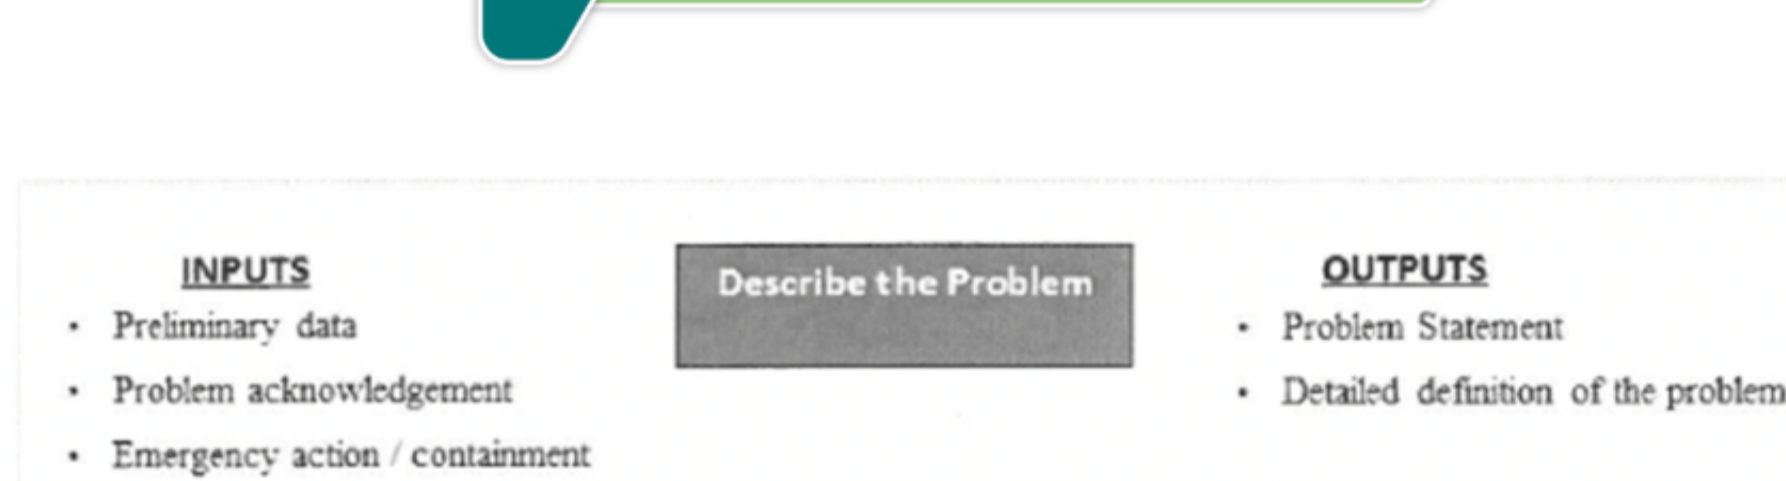 INPUTS
• Preliminary data
• Problem acknowledgement
• Emergency action / containment
Describe the Problem
OUTPUTS
• Problem Statement
• Detailed definition of the problem